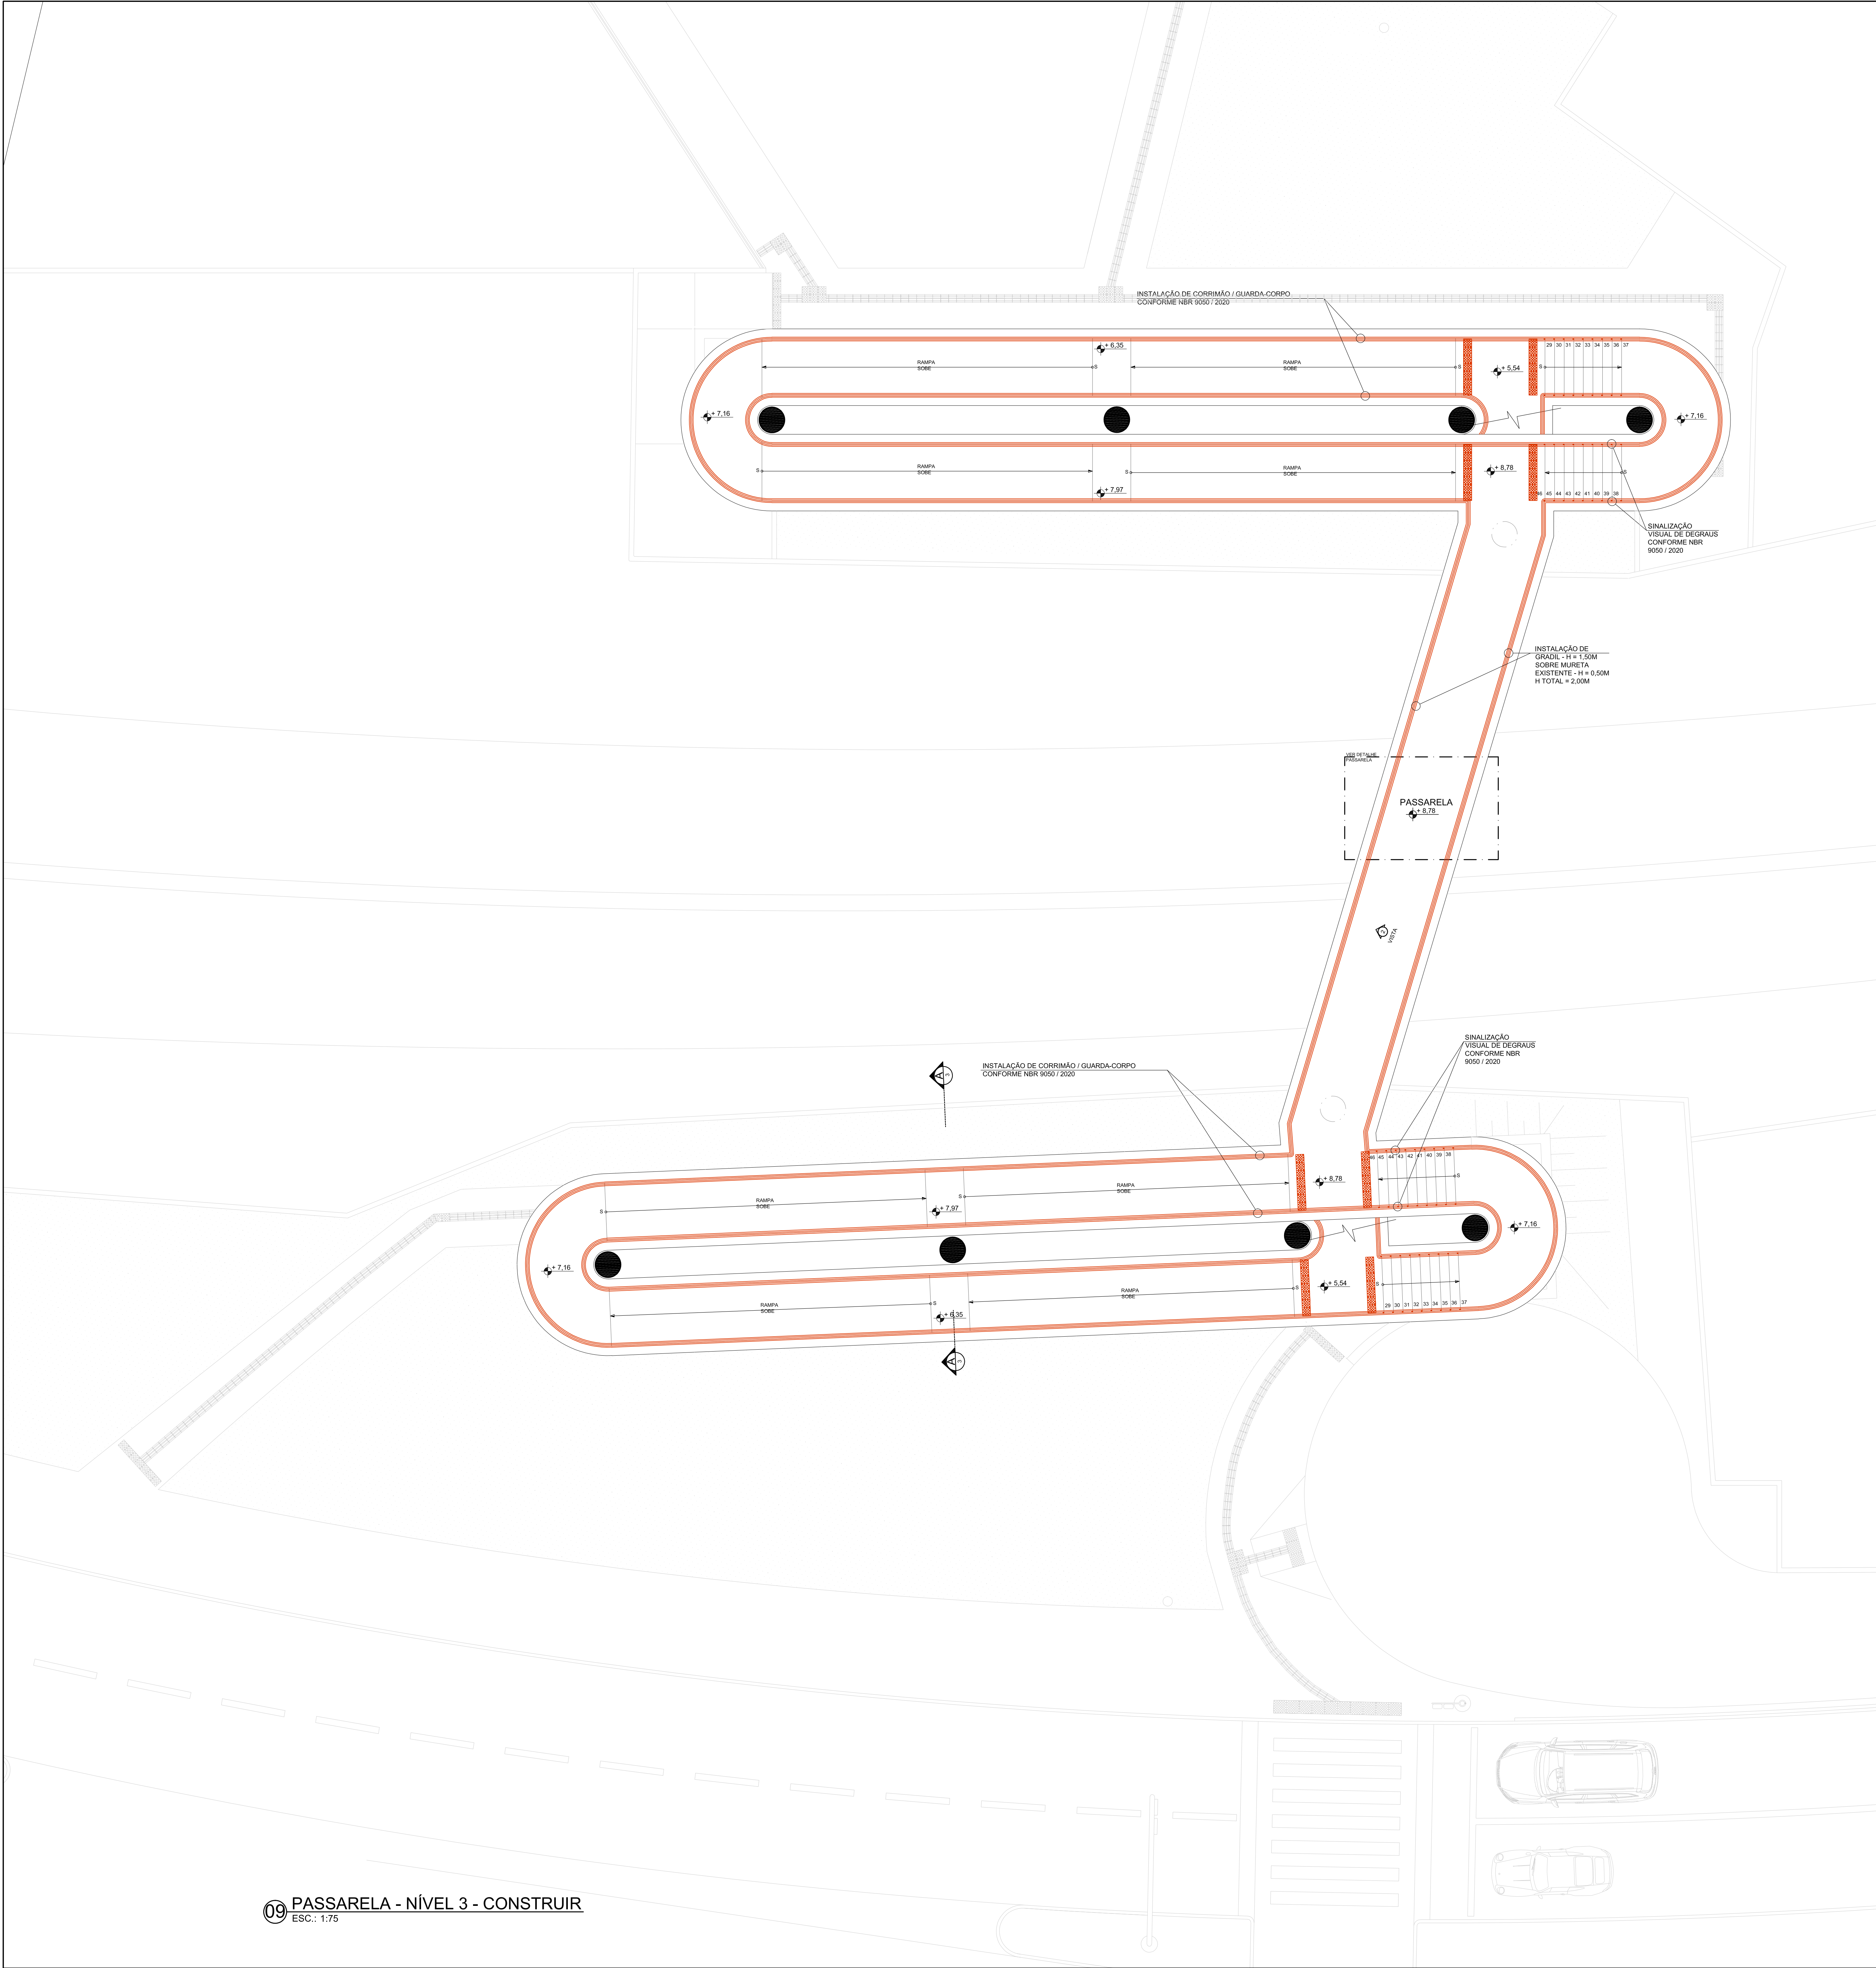 INSTALAÇÃO DE CORRIMÃO / GUARDA-CORPO
CONFORME NBR 9050 / 2020
+ 6,35
29 30 31 32 33 34 35 36 37
RAMPA
SOBE
S
RAMPA
SOBE
S
+ 5,54
S
+ 7,16
+ 7,16
RAMPA
SOBE
S
RAMPA
SOBE
S
+ 8,78
S
+ 7,97
46 45 44 43 42 41 40 39 38
SINALIZAÇÃO
VISUAL DE DEGRAUS
CONFORME NBR
9050 / 2020
INSTALAÇÃO DE
GRADIL - H = 1,50M
SOBRE MURETA
EXISTENTE - H = 0,50M
H TOTAL = 2,00M
VER DETALHE
PASSARELA
PASSARELA
+ 8,78
2
VISTA
SINALIZAÇÃO
VISUAL DE DEGRAUS
CONFORME NBR
9050 / 2020
INSTALAÇÃO DE CORRIMÃO / GUARDA-CORPO
CONFORME NBR 9050 / 2020
A
3
46 45 44 43 42 41 40 39 38
+ 8,78
S
RAMPA
SOBE
S
RAMPA
SOBE
S
+ 7,97
+ 7,16
+ 7,16
+ 5,54
S
RAMPA
SOBE
S
RAMPA
SOBE
S
29 30 31 32 33 34 35 36 37
+ 6,35
A
3
09 PASSARELA - NÍVEL 3 - CONSTRUIR
ESC.: 1:75